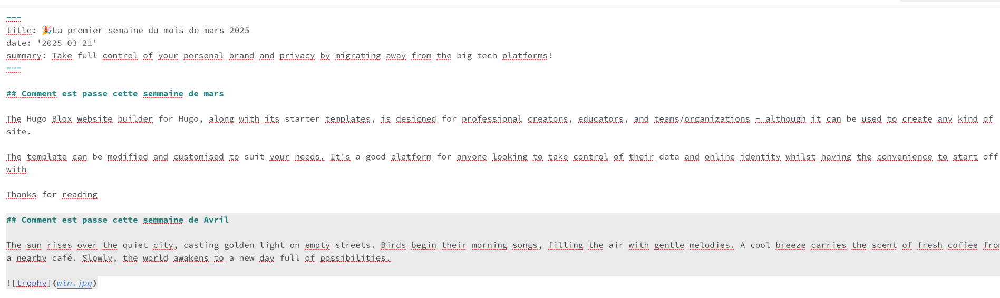 ---
title: 🎉La premier semaine du mois de mars 2025
date: '2025-03-21'
summary: Take full control of your personal brand and privacy by migrating away from the big tech platforms!
---
## Comment est passe cette semmaine de mars
The Hugo Blox website builder for Hugo, along with its starter templates, is designed for professional creators, educators, and teams/organizations - although it can be used to create any kind of
site.
The template can be modified and customised to suit your needs. It's a good platform for anyone looking to take control of their data and online identity whilst having the convenience to start off
with
Thanks for reading
## Comment est passe cette semmaine de Avril
The sun rises over the quiet city, casting golden light on empty streets. Birds begin their morning songs, filling the air with gentle melodies. A cool breeze carries the scent of fresh coffee from
a nearby café. Slowly, the world awakens to a new day full of possibilities.
![trophy](win.jpg)